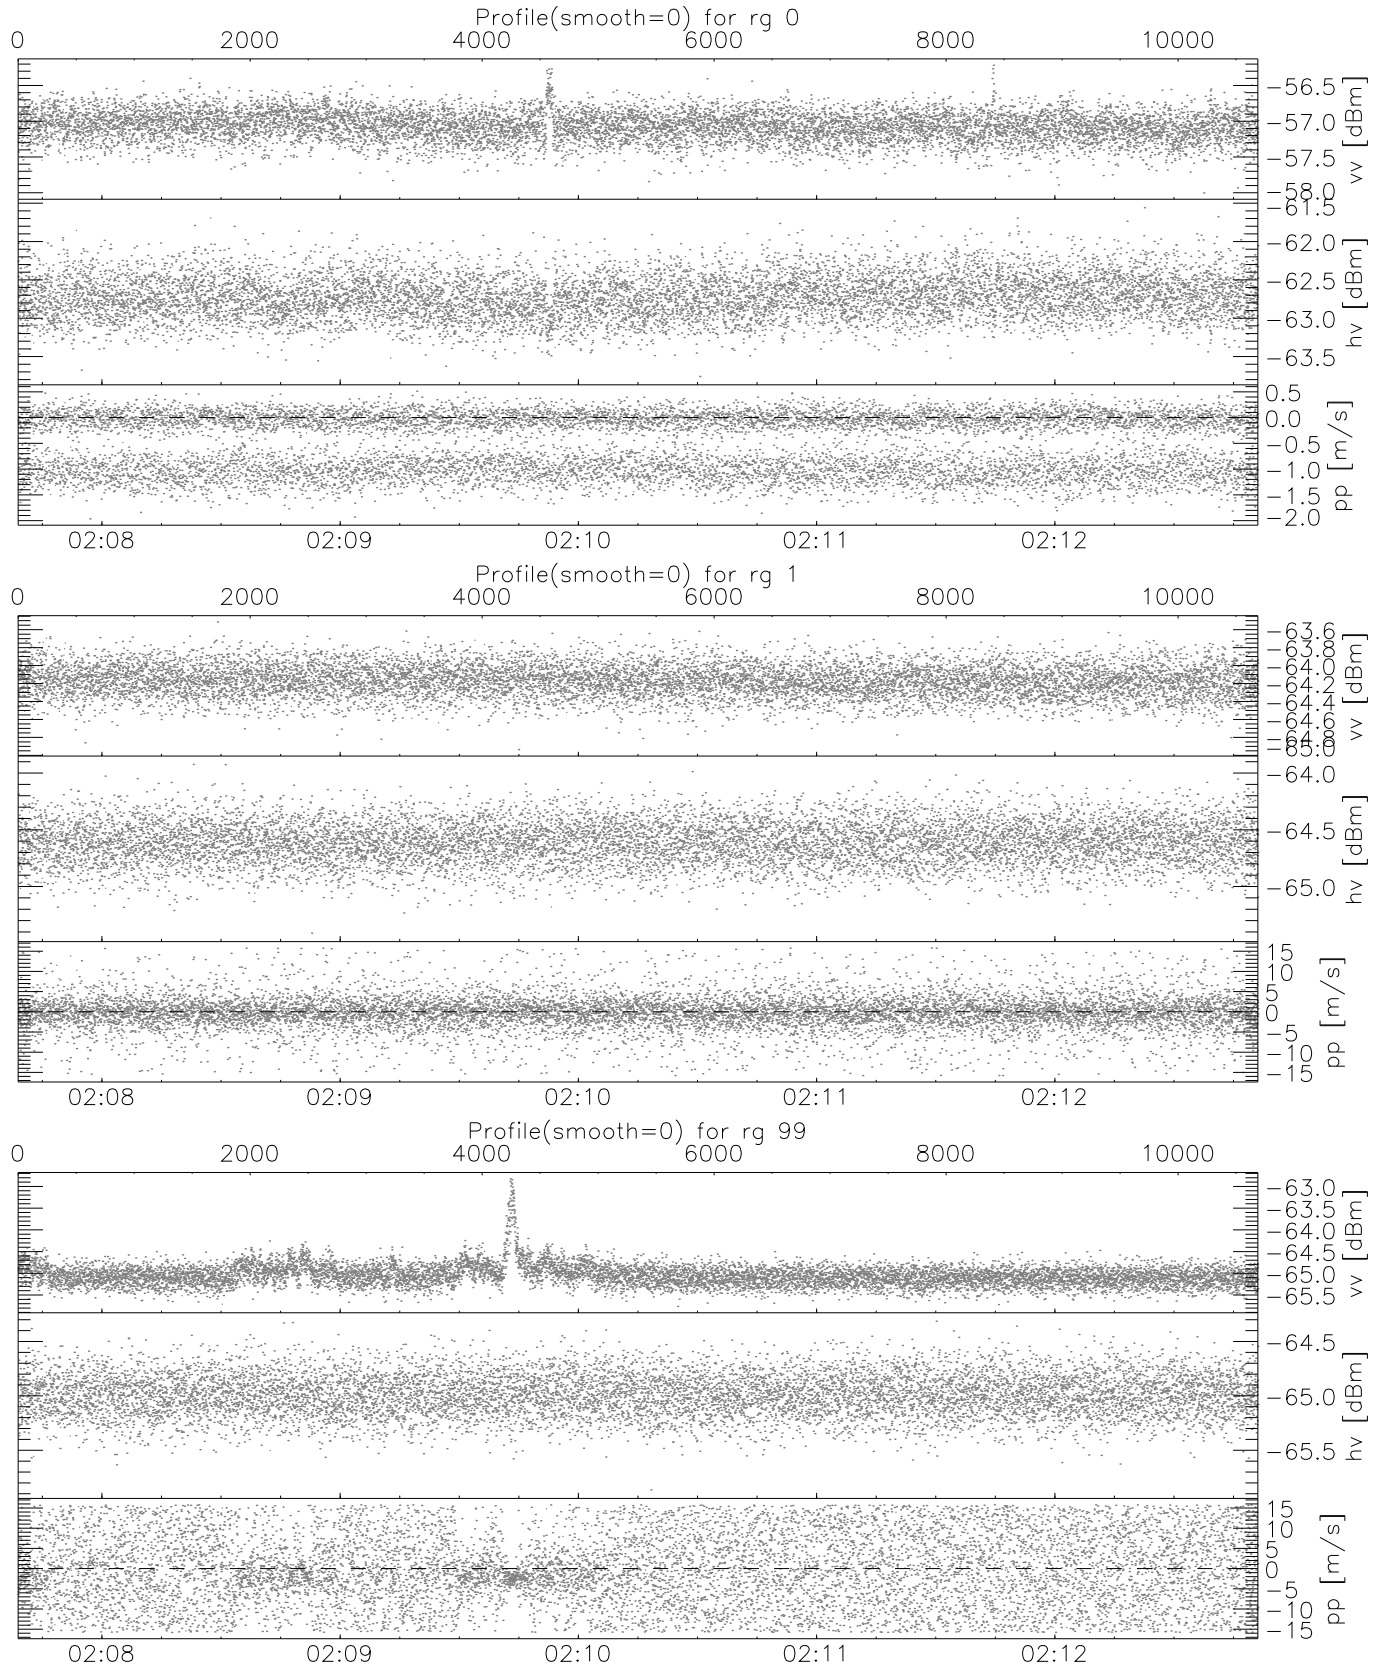 Profile(smooth=0) for rg 0
0 2000 4000 6000 8000 10000
−56.5
−57.0
−57.5
−58.0
vv [dBm]
−61.5
−62.0
−62.5
−63.0
−63.5
hv [dBm]
0.5
0.0
−0.5
−1.0
−1.5
−2.0
pp [m/s]
02:08 02:09 02:10 02:11 02:12
Profile(smooth=0) for rg 1
0 2000 4000 6000 8000 10000
−63.6
−63.8
−64.0
−64.2
−64.4
−64.6
−64.8
−65.0
vv [dBm]
−64.0
−64.5
−65.0
hv [dBm]
15
10
5
0
−5
−10
−15
pp [m/s]
02:08 02:09 02:10 02:11 02:12
Profile(smooth=0) for rg 99
0 2000 4000 6000 8000 10000
−63.0
−63.5
−64.0
−64.5
−65.0
−65.5
vv [dBm]
−64.5
−65.0
−65.5
hv [dBm]
15
10
5
0
−5
−10
−15
pp [m/s]
02:08 02:09 02:10 02:11 02:12